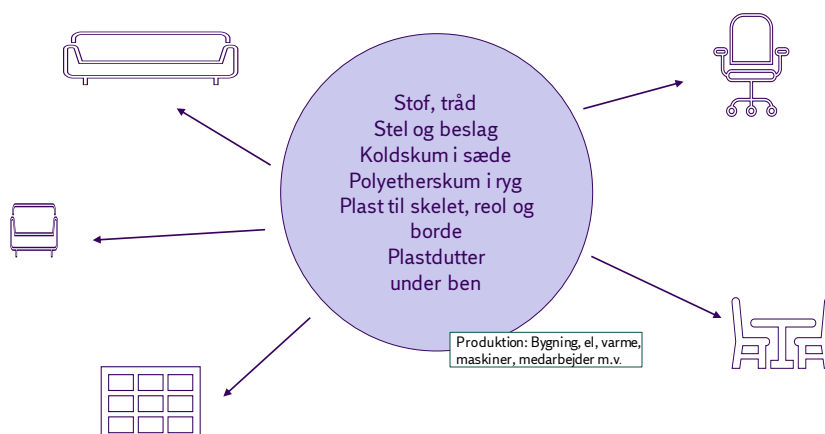 Stof, tråd
Stel og beslag
Koldskum i sæde
Polyetherskum i ryg
Plast til skelet, reol og
borde
Plastdutter
under ben
Produktion: Bygning, el, varme,
maskiner, medarbejder m.v.